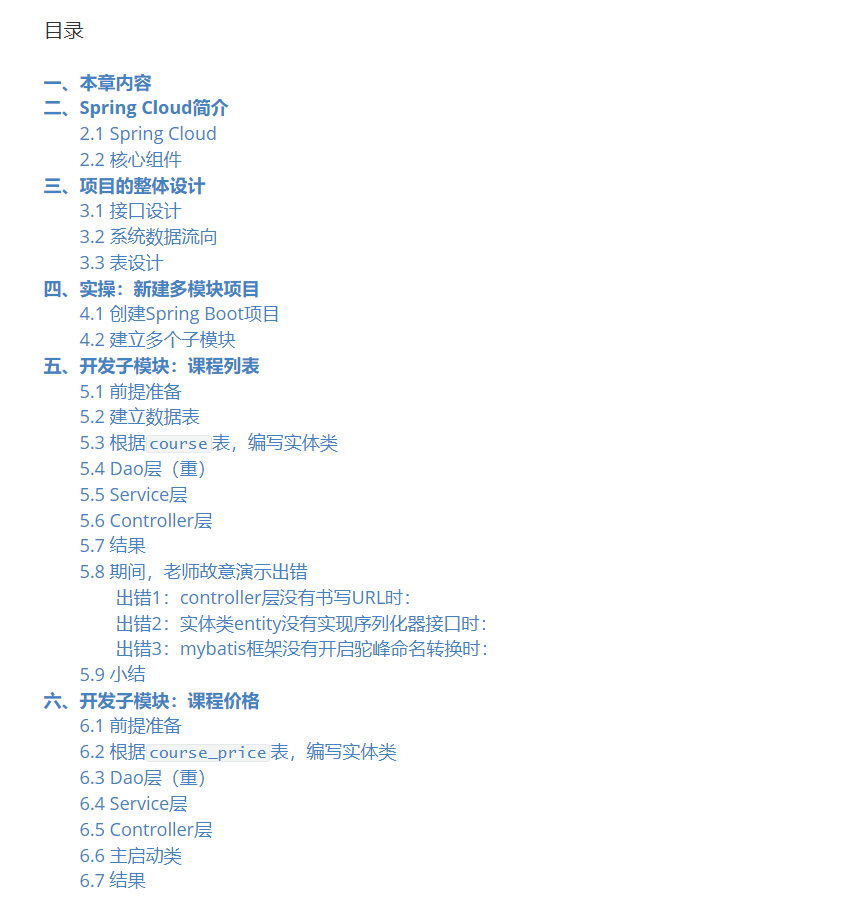 目录
一、本章内容
二、Spring Cloud简介
2.1 Spring Cloud
2.2 核心组件
三、项目的整体设计
3.1 接口设计
3.2 系统数据流向
3.3 表设计
四、实操：新建多模块项目
4.1 创建Spring Boot项目
4.2 建立多个子模块
五、开发子模块：课程列表
5.1 前提准备
5.2 建立数据表
5.3 根据course表，编写实体类
5.4 Dao层（重）
5.5 Service层
5.6 Controller层
5.7 结果
5.8 期间，老师故意演示出错
出错1：controller层没有书写URL时：
出错2：实体类entity没有实现序列化器接口时：
出错3：mybatis框架没有开启驼峰命名转换时：
5.9 小结
六、开发子模块：课程价格
6.1 前提准备
6.2 根据course_price表，编写实体类
6.3 Dao层（重）
6.4 Service层
6.5 Controller层
6.6 主启动类
6.7 结果